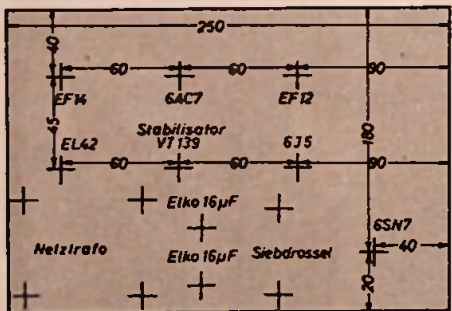 250
40
60 60 90
EF14 6AC7 EF12
45
Stabilisator
EL42 VT139 6J5
180
60 60 90
Elko 16µF
6SN7
Netztrafo Elko 16µF Siebdrossel
40
20